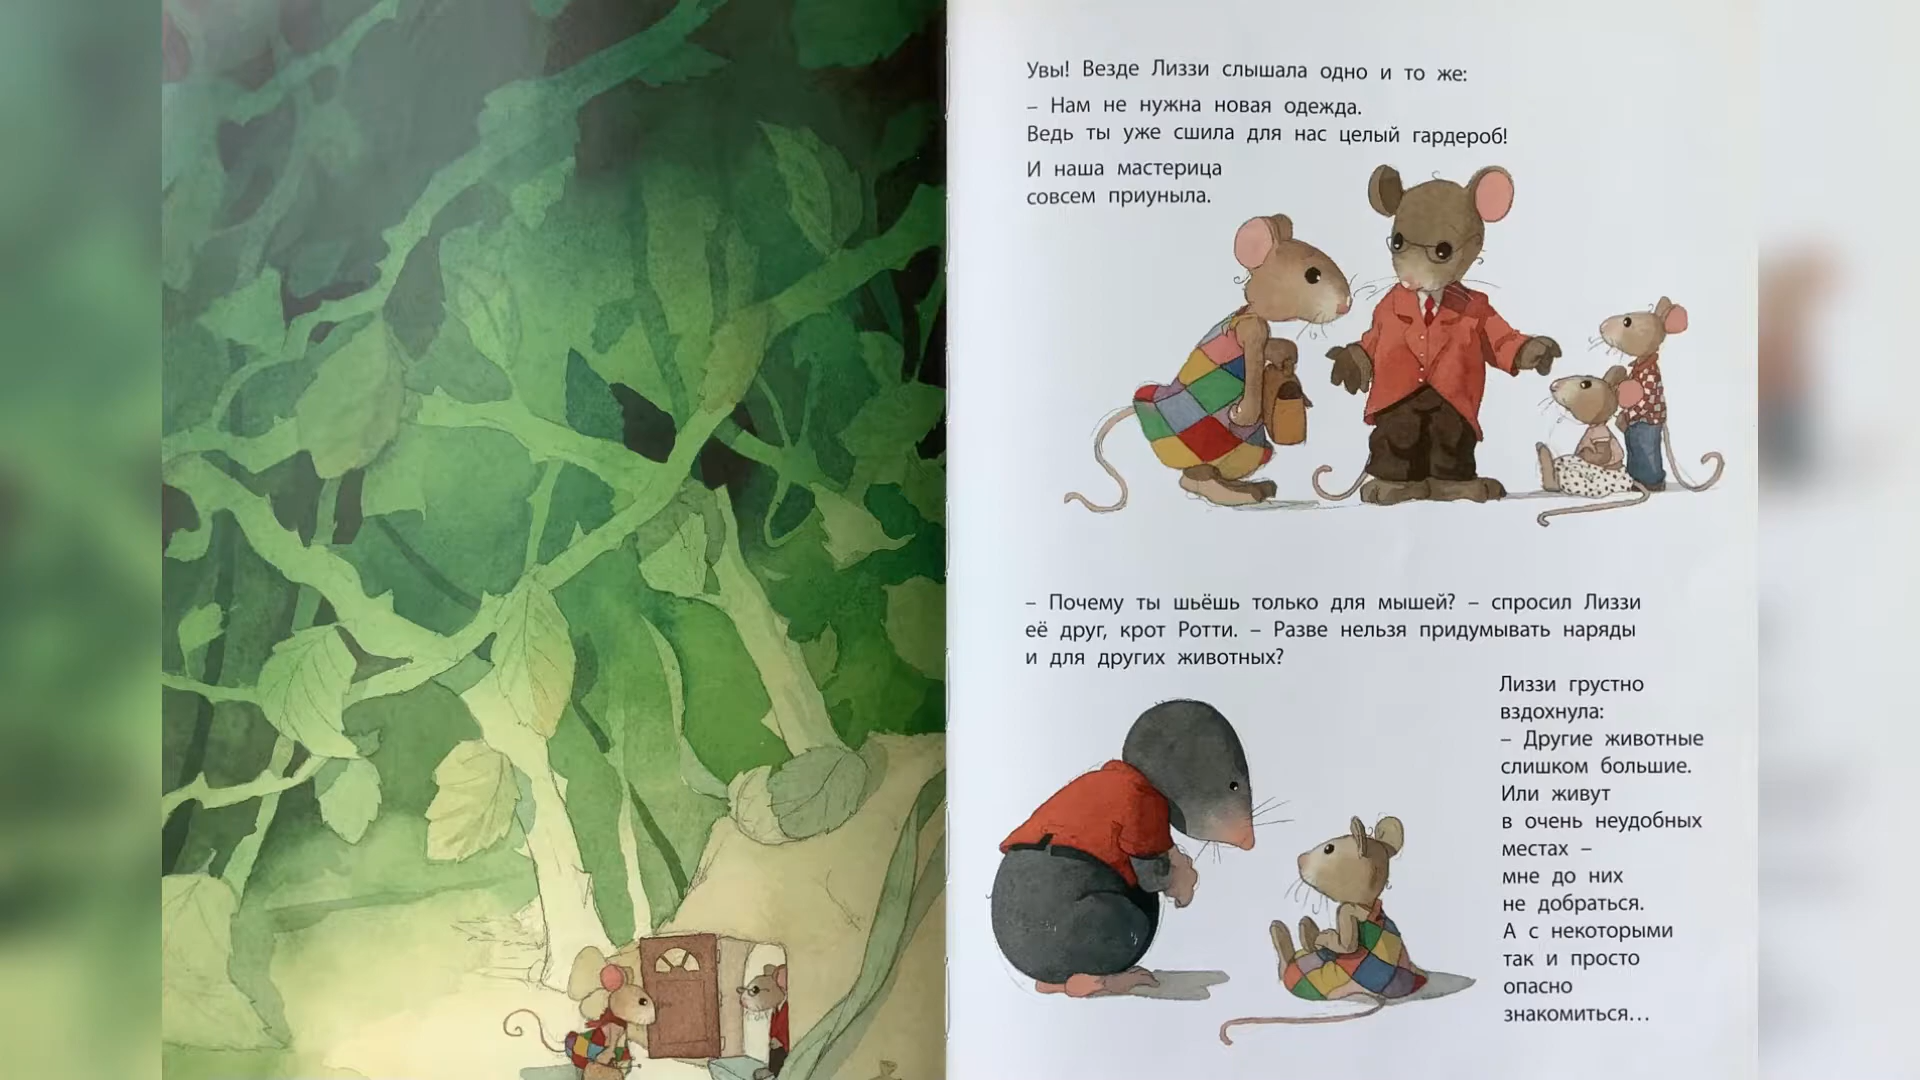 Увы! Везде Лиззи слышала одно и то же:
– Нам не нужна новая одежда.
Ведь ты уже сшила для нас целый гардероб!
И наша мастерица
совсем приуныла.
– Почему ты шьёшь только для мышей? – спросил Лиззи
её друг, крот Ротти. – Разве нельзя придумывать наряды
и для других животных?
Лиззи грустно
вздохнула:
– Другие животные
слишком большие.
Или живут
в очень неудобных
местах –
мне до них
не добраться.
А с некоторыми
так и просто
опасно
знакомиться...